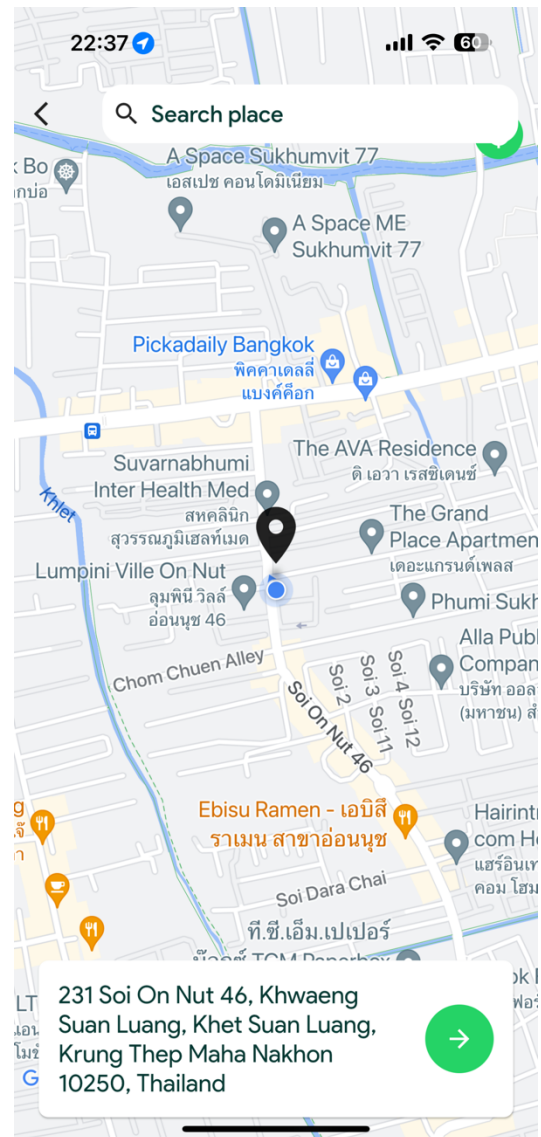 22:37
60
Search place
k Bo
กบ่อ
A Space Sukhumvit 77
เอสเปซ คอนโดมิเนียม
A Space ME
Sukhumvit 77
Pickadaily Bangkok
พิคคาเดลลี่
แบงค์ค็อก
The AVA Residence
ดิ เอวา เรสซิเดนซ์
Suvarnabhumi
Inter Health Med
สหคลินิก
สุวรรณภูมิเฮลท์เมด
Khlet
The Grand
Place Apartmen
เดอะแกรนด์เพลส
Lumpini Ville On Nut
ลุมพินี วิลล์
อ่อนนุช 46
Phumi Sukh
Alla Publ
Compan
บริษัท ออล
(มหาชน) สำ
Chom Chuen Alley
Soi 2
Soi 3
Soi 11
Soi 4
Soi 12
Soi On Nut 46
Ebisu Ramen - เอบิสึ
ราเมน สาขาอ่อนนุช
g
Hairintr
com Ho
แฮร์อินเท
คอม โฮม
Soi Dara Chai
ที.ซี.เอ็ม.เปเปอร์
LT
231 Soi On Nut 46, Khwaeng
Suan Luang, Khet Suan Luang,
Krung Thep Maha Nakhon
10250, Thailand
G